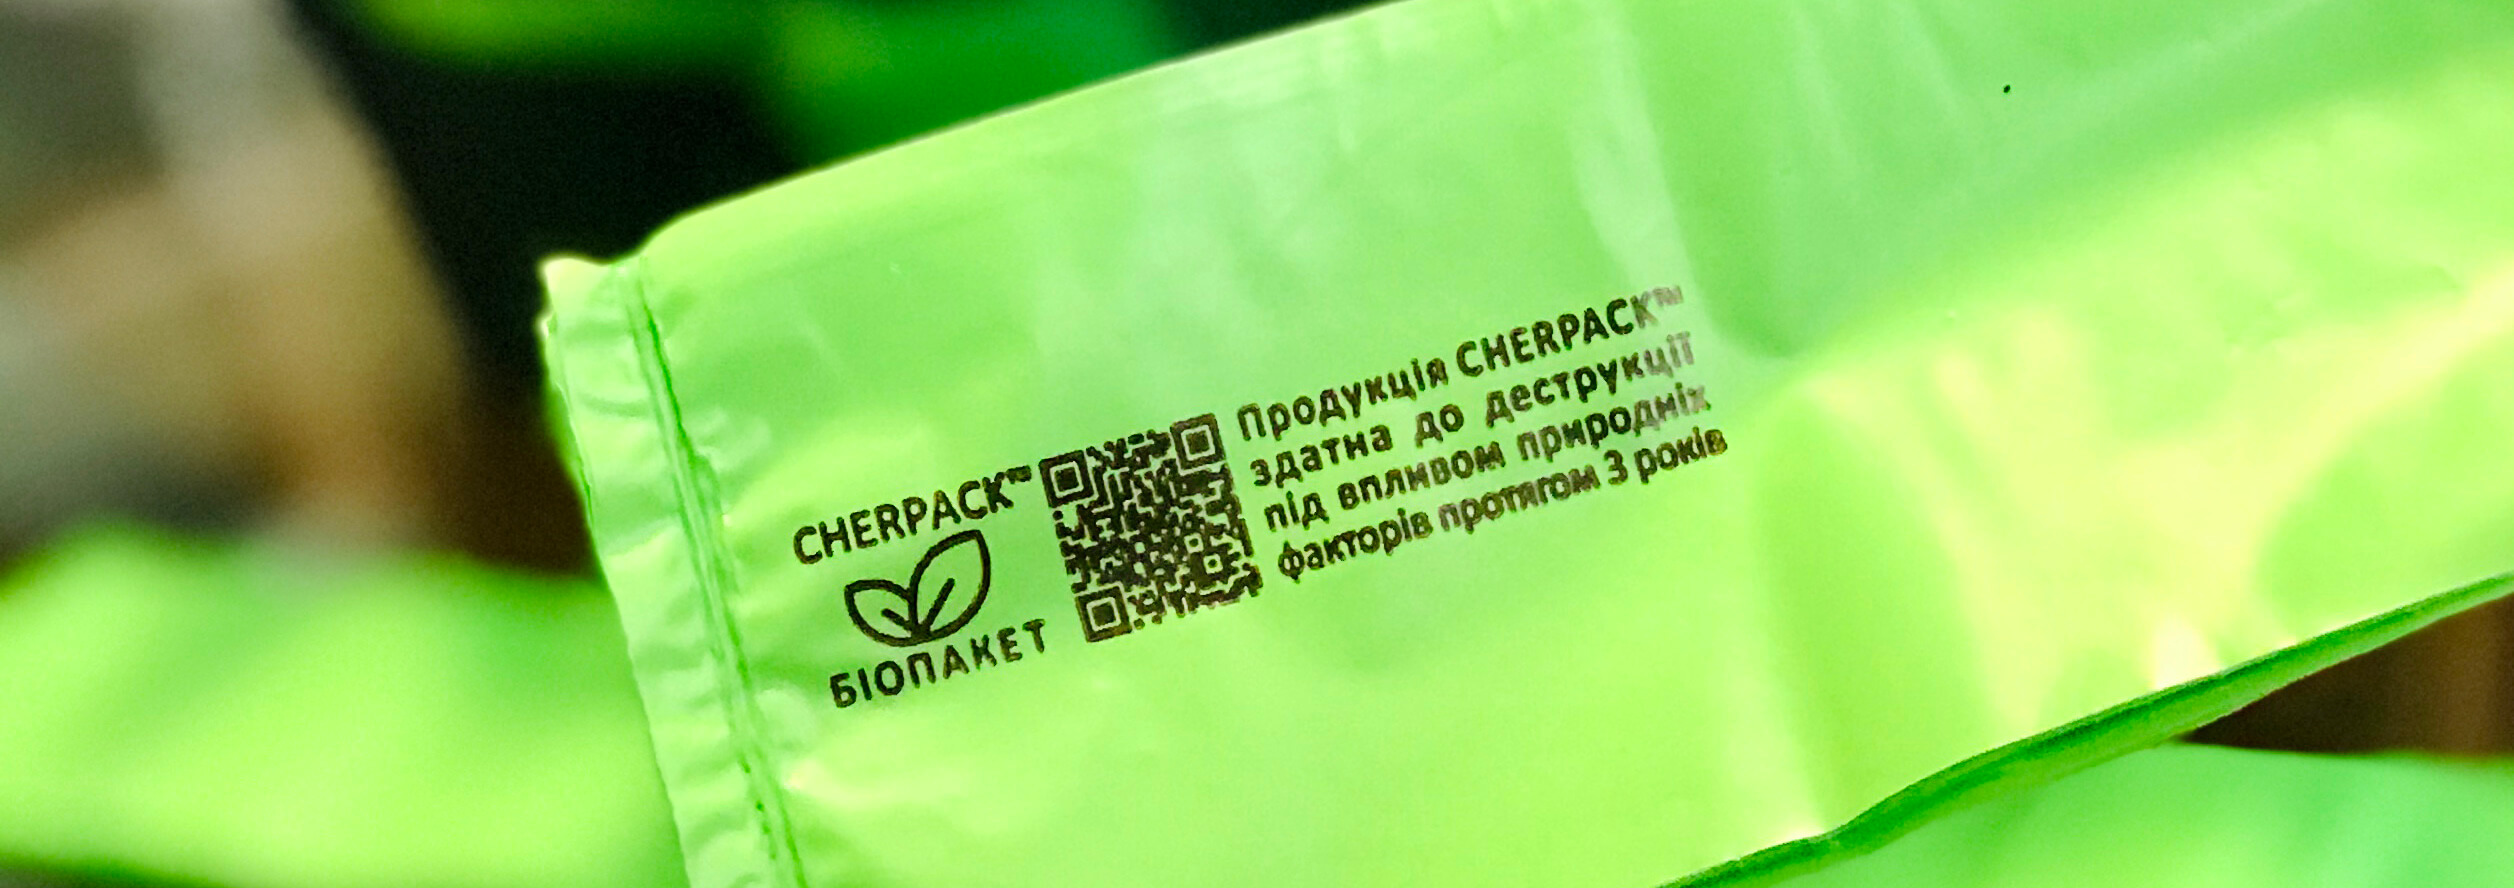 CHERPACK™
БІОПАКЕТ
Продукція CHERPACK™
здатна до деструкції
під впливом природніх
факторів протягом 3 років